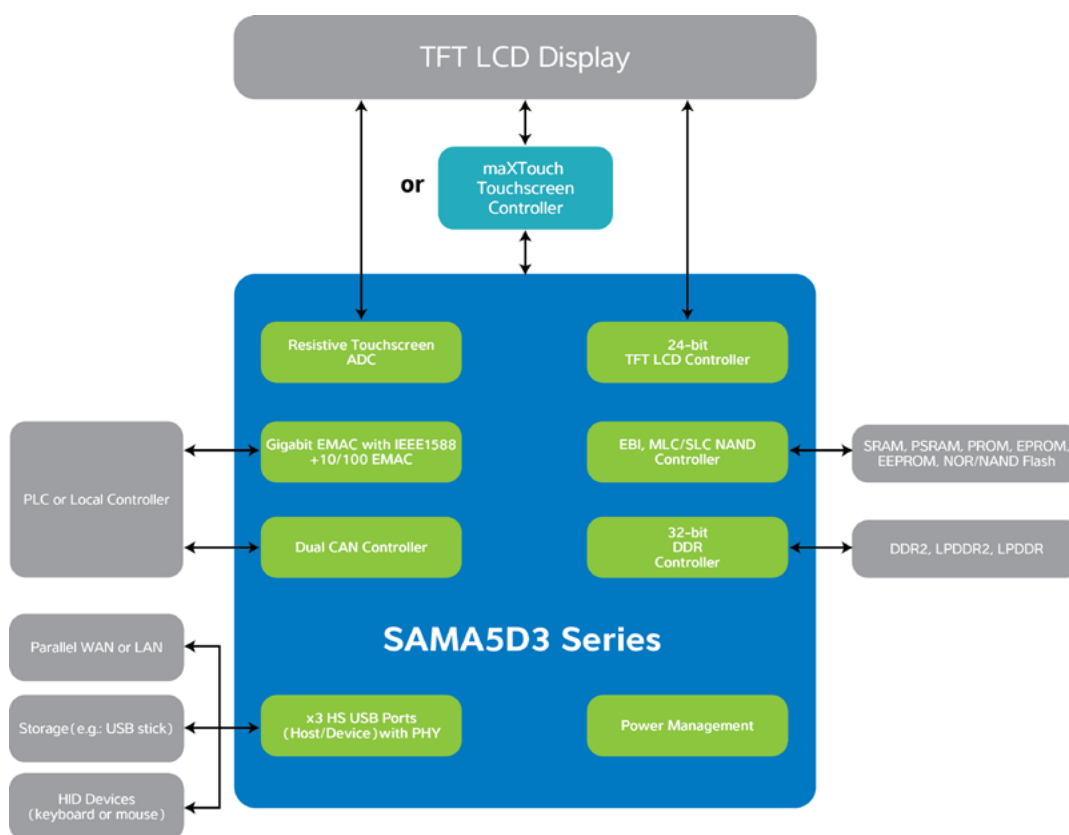 TFT LCD Display
or
maXTouch
Touchscreen
Controller
Resistive Touchscreen
ADC
24-bit
TFT LCD Controller
PLC or Local Controller
Gigabit EMAC with IEEE1588
+10/100 EMAC
EBI, MLC/SLC NAND
Controller
SRAM, PSRAM, PROM, EPROM,
EEPROM, NOR/NAND Flash
Dual CAN Controller
32-bit
DDR
Controller
DDR2, LPDDR2, LPDDR
SAMA5D3 Series
Parallel WAN or LAN
Storage(e.g.: USB stick)
HID Devices
(keyboard or mouse)
x3 HS USB Ports
(Host/Device)with PHY
Power Management